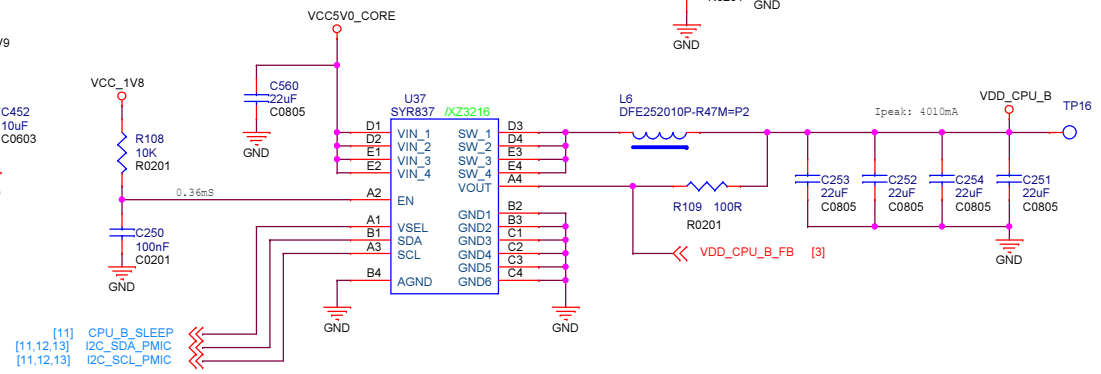 GND
GND
V9
VCC5V0_CORE
VCC_1V8
C452
10uF
C0603
C560
22uF
C0805
GND
R108
10K
R0201
0.36mS
C250
100nF
C0201
GND
U37
SYR837 /XZ3216
D1 VIN_1 SW_1 D3
D2 VIN_2 SW_2 D4
E1 VIN_3 SW_3 E3
E2 VIN_4 SW_4 E4
VOUT A4
A2 EN
GND1 B2
A1 VSEL GND2 B3
B1 SDA GND3 C1
A3 SCL GND4 C2
GND5 C3
B4 AGND GND6 C4
GND
GND
L6
DFE252010P-R47M=P2
R109 100R
R0201
VDD_CPU_B_FB [3]
Ipeak: 4010mA
VDD_CPU_B
TP16
C253
22uF
C0805
C252
22uF
C0805
C254
22uF
C0805
C251
22uF
C0805
GND
[11] CPU_B_SLEEP
[11,12,13] I2C_SDA_PMIC
[11,12,13] I2C_SCL_PMIC